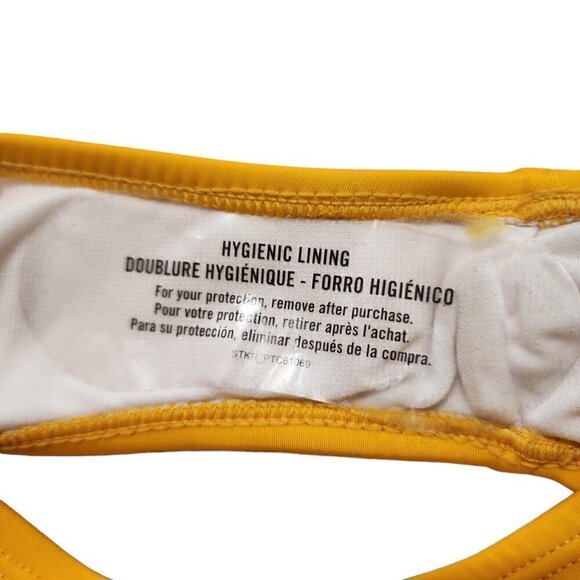 HYGIENIC LINING
DOUBLURE HYGIÉNIQUE - FORRO HIGIÉNICO
For your protection, remove after purchase.
Pour votre protection, retirer après l'achat.
Para su protección, eliminar después de la compra.
STKR_PTC61069